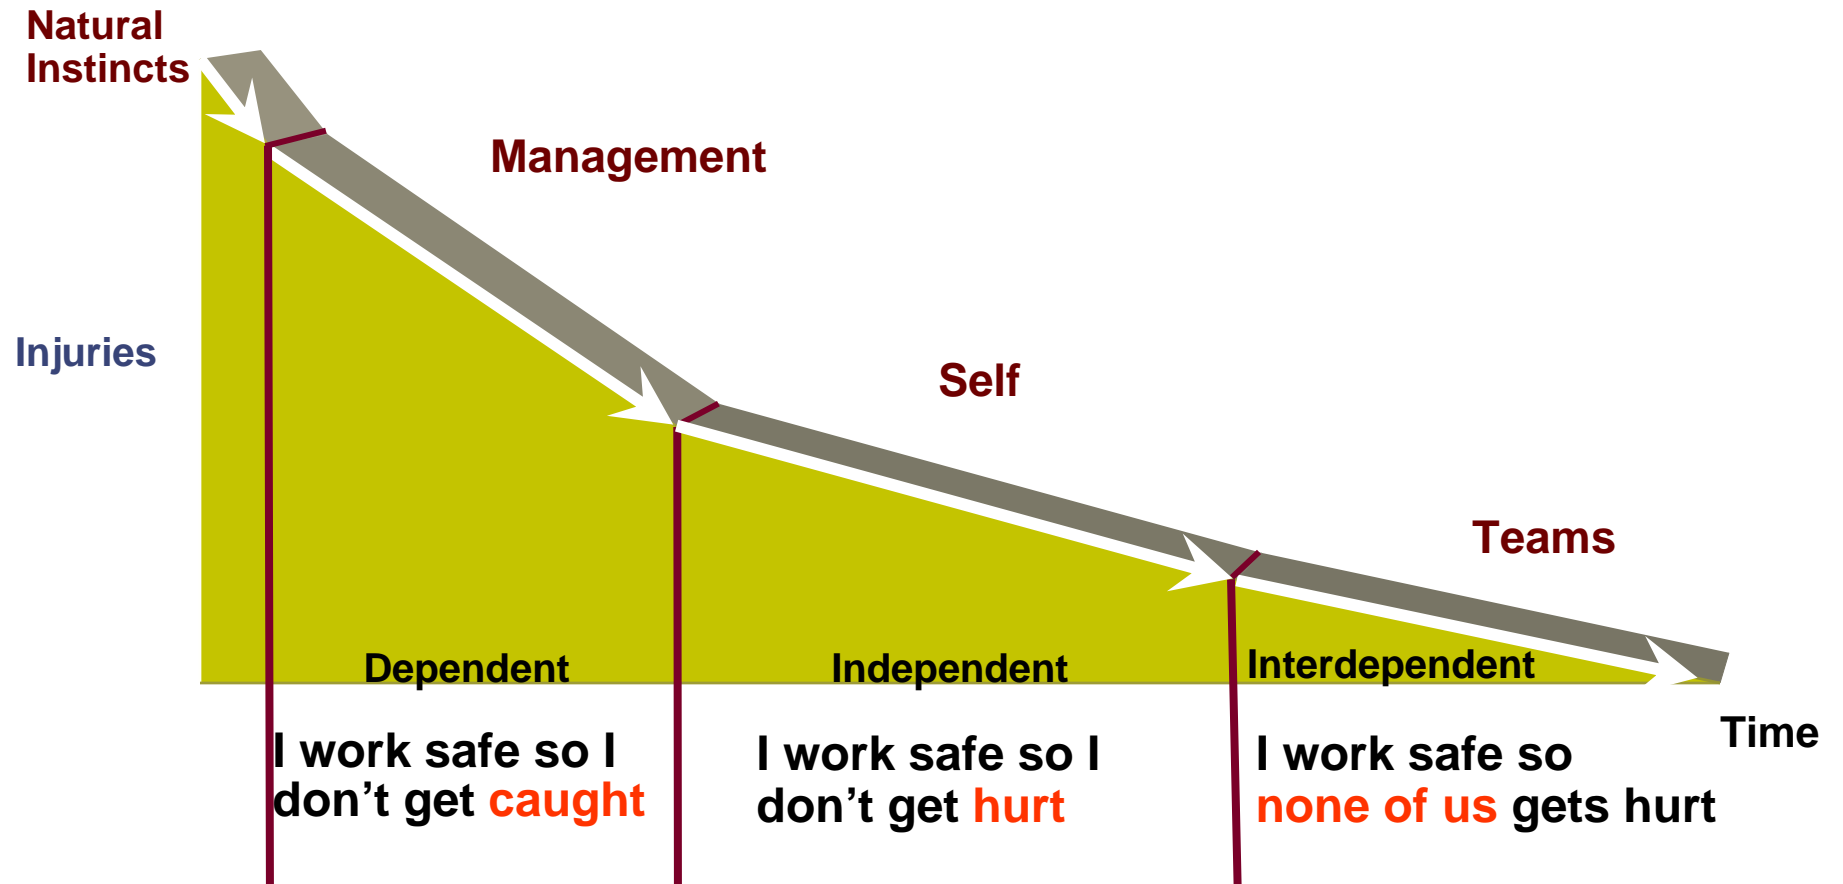 Natural
Instincts
Management
Injuries
Self
Teams
Dependent
Independent
Interdependent
Time
I work safe so I
don’t get caught
I work safe so I
don’t get hurt
I work safe so
none of us gets hurt